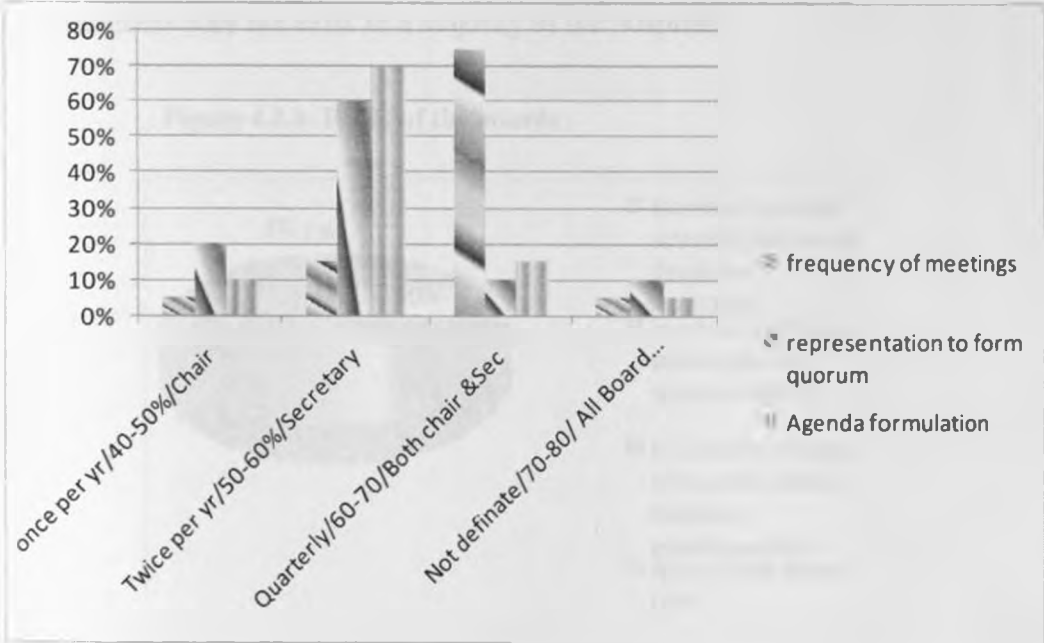 80%
70%
60%
50%
40%
30%
20%
10%
0%
once per yr/40-50%/Chair
Twice per yr/50-60%/Secretary
Quarterly/60-70/Both chair &Sec
Not definate/70-80/ All Board...
frequency of meetings
representation to form
quorum
Agenda formulation